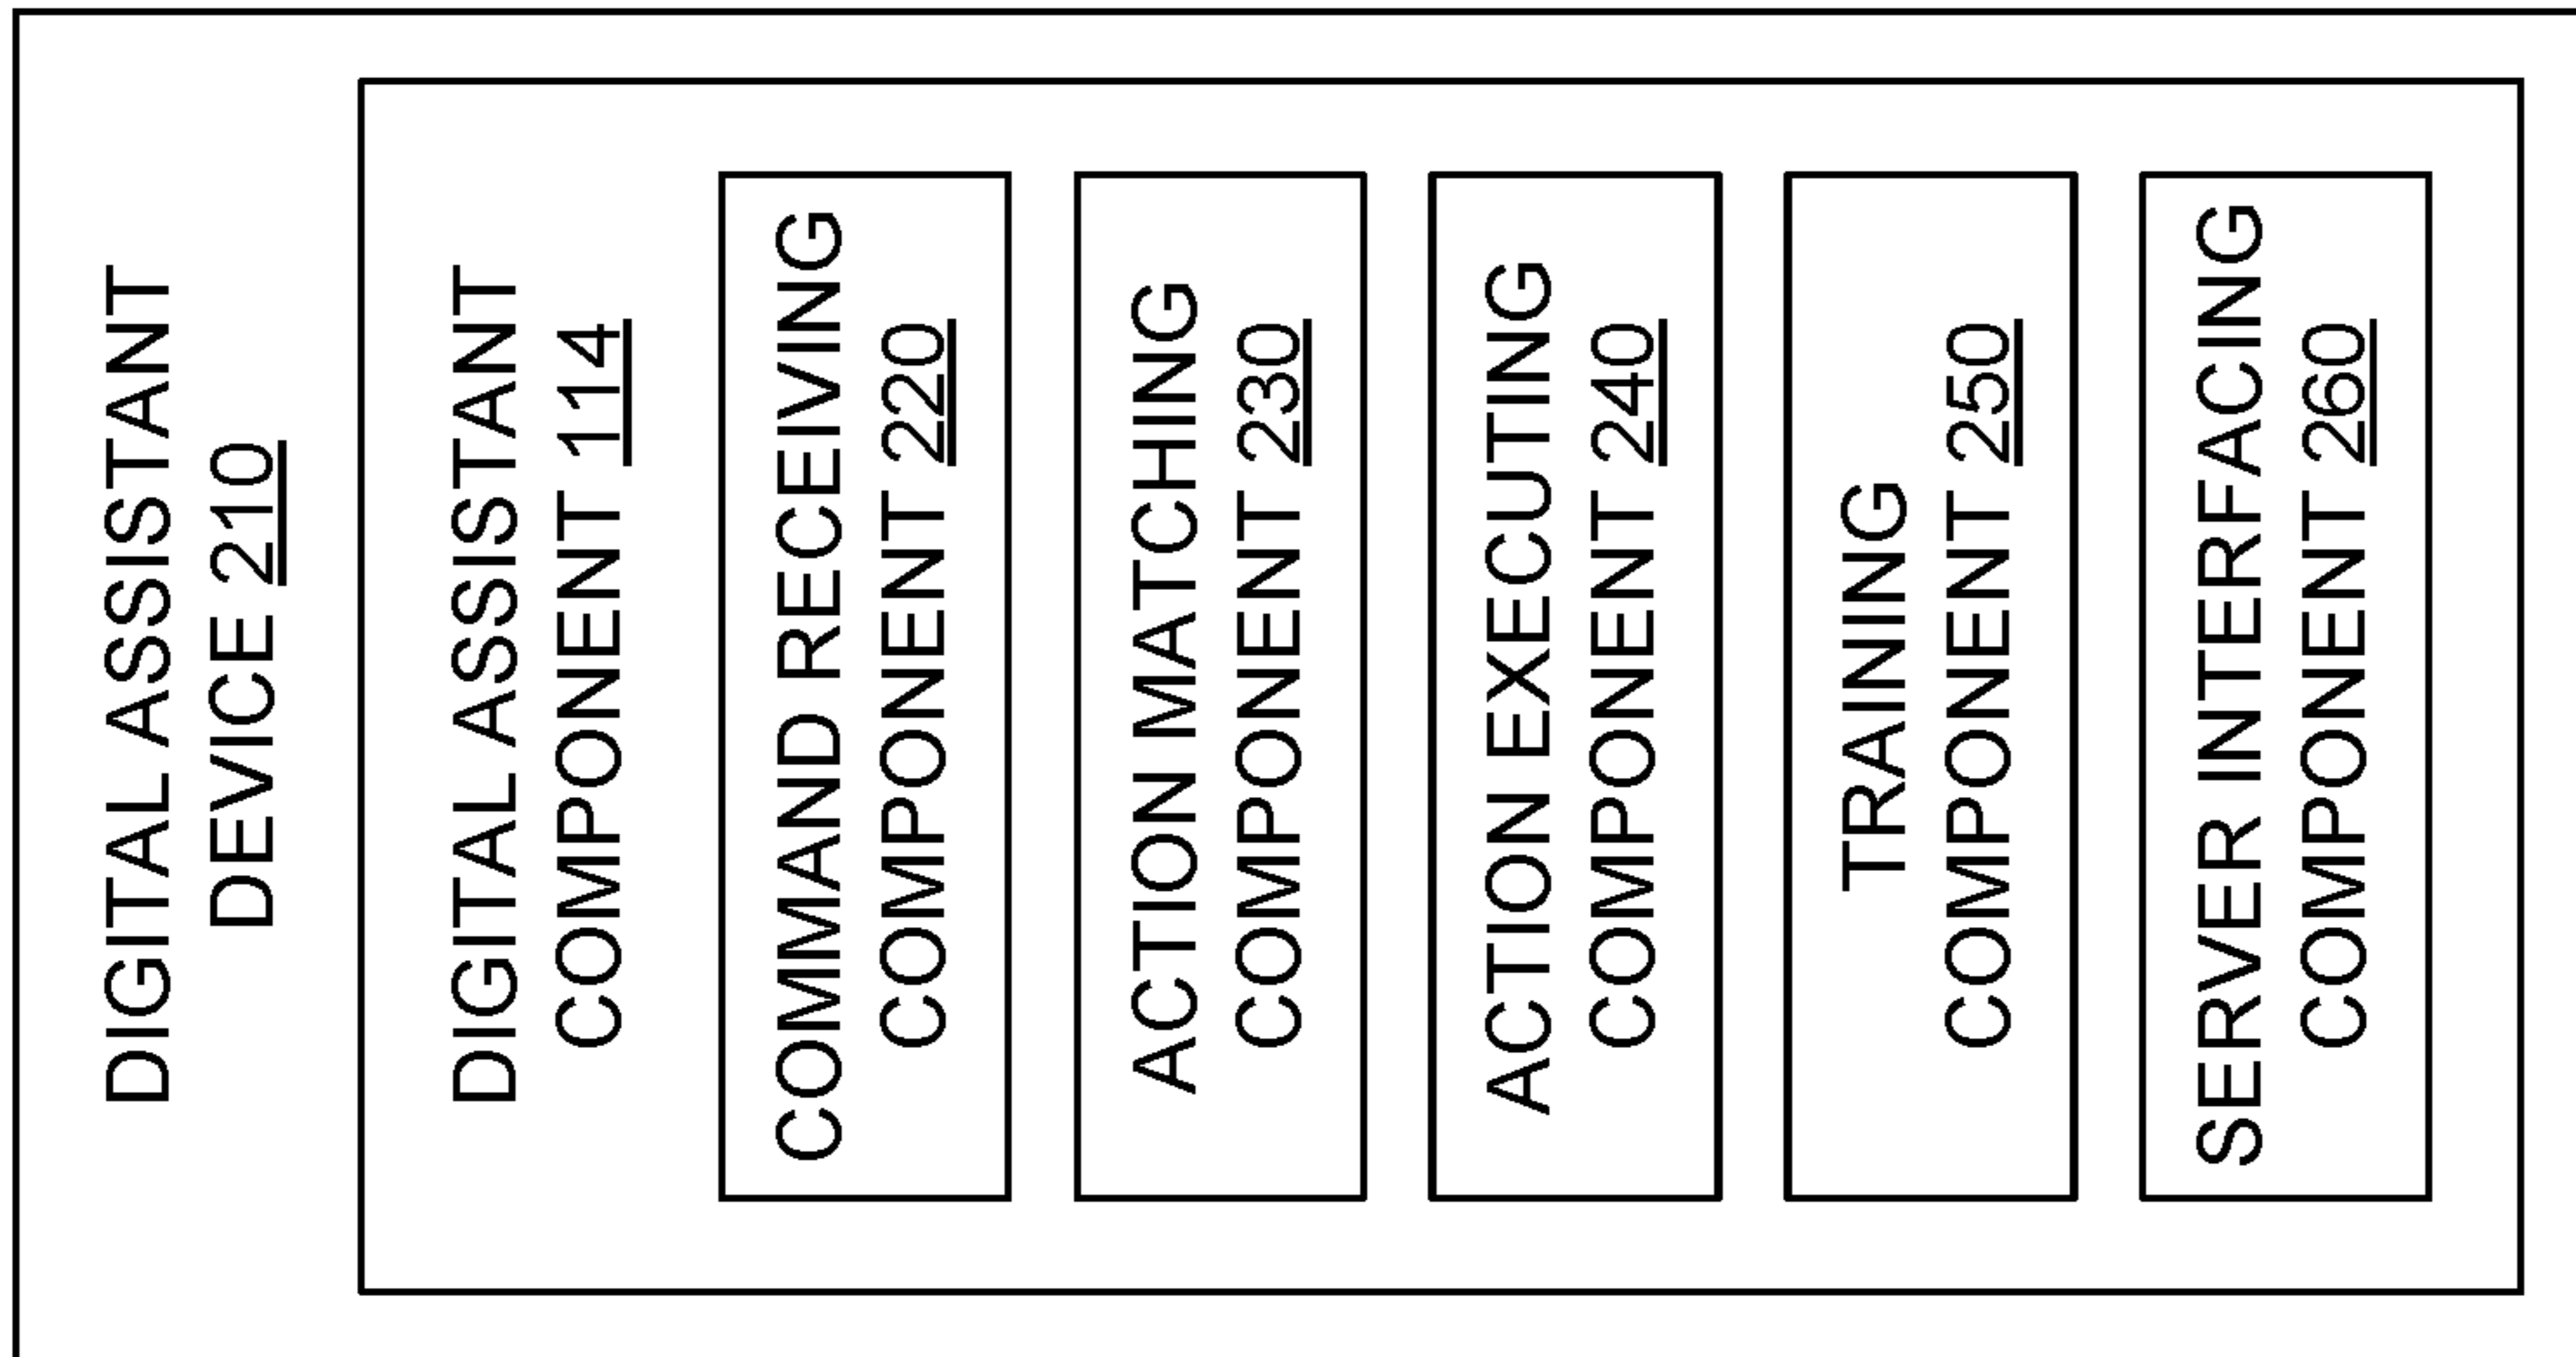 DIGITAL ASSISTANT
DEVICE 210
DIGITAL ASSISTANT
COMPONENT 114
COMMAND RECEIVING
COMPONENT 220
ACTION MATCHING
COMPONENT 230
ACTION EXECUTING
COMPONENT 240
TRAINING
COMPONENT 250
SERVER INTERFACING
COMPONENT 260